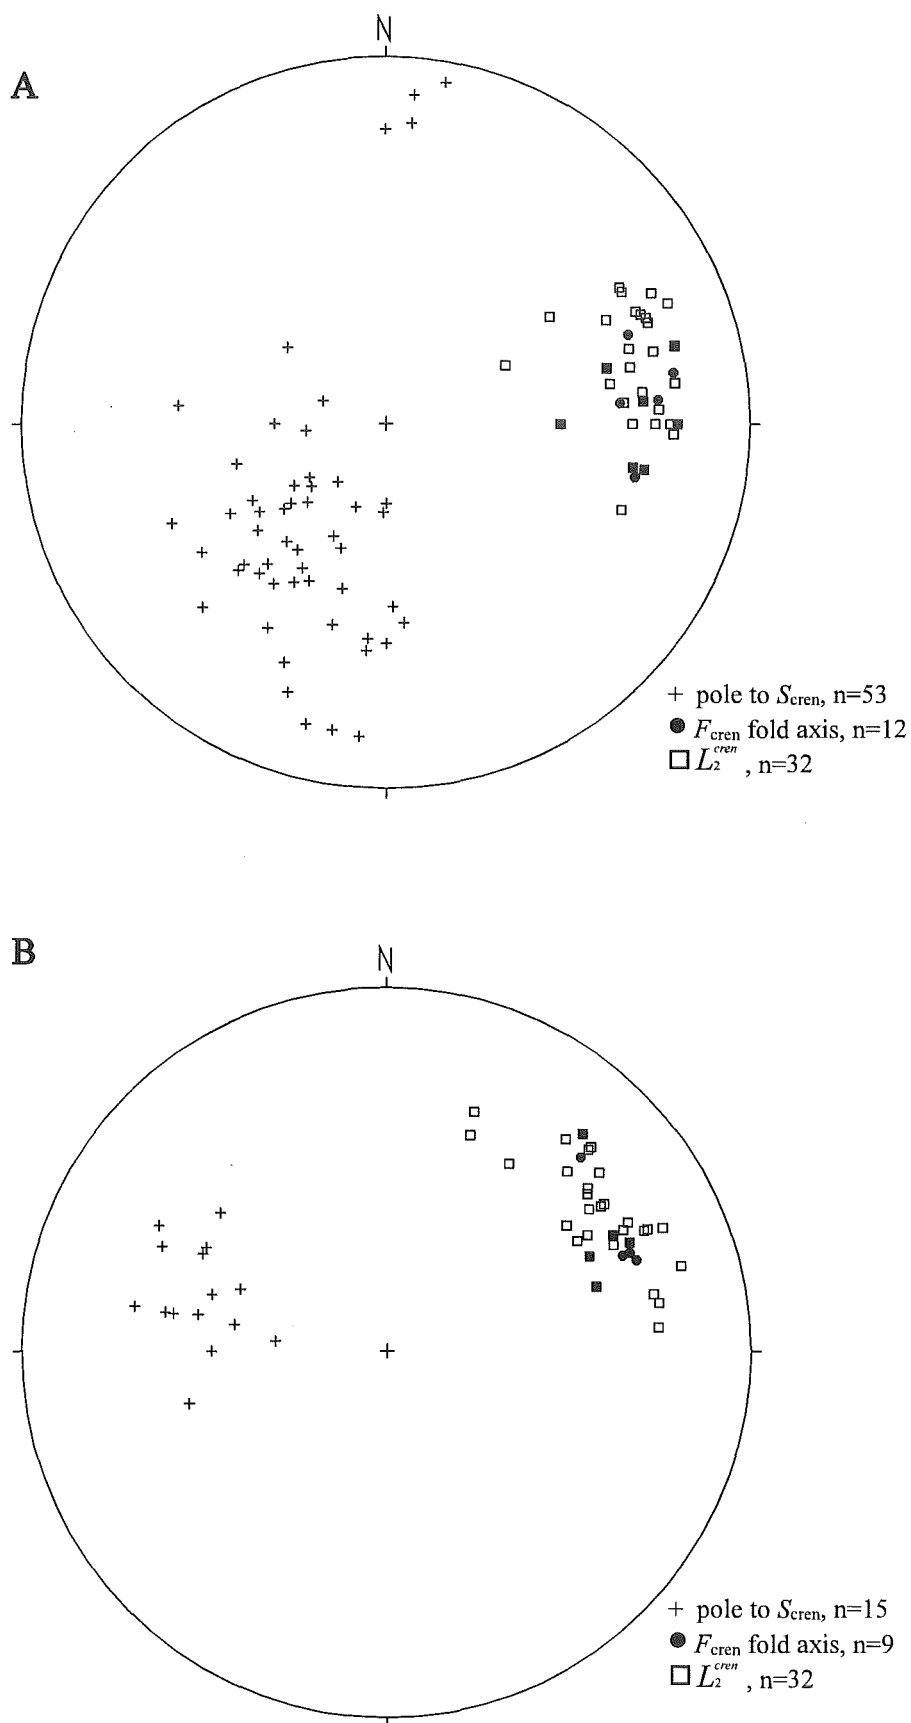 N
A
+ pole to Scren, n=53
● Fcren fold axis, n=12
□ L2cren , n=32
B
N
+ pole to Scren, n=15
● Fcren fold axis, n=9
□ L2cren , n=32